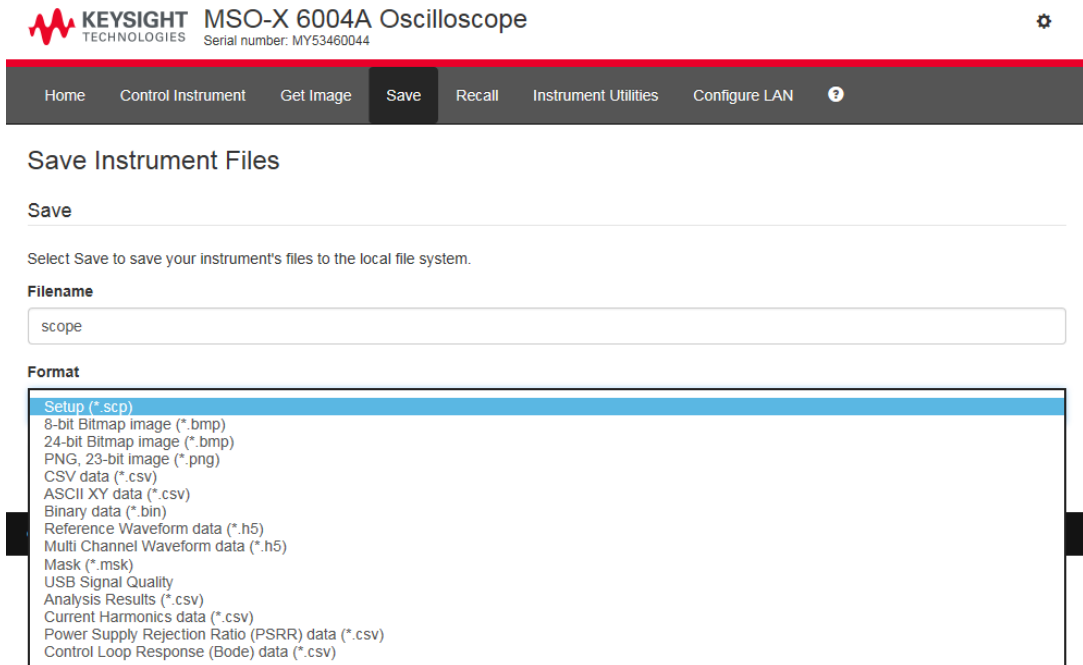 KEYSIGHT TECHNOLOGIES
MSO-X 6004A Oscilloscope
Serial number: MY53460044
Home Control Instrument Get Image Save Recall Instrument Utilities Configure LAN ?
Save Instrument Files
Save
Select Save to save your instrument's files to the local file system.
Filename
scope
Format
Setup (*.scp)
8-bit Bitmap image (*.bmp)
24-bit Bitmap image (*.bmp)
PNG, 23-bit image (*.png)
CSV data (*.csv)
ASCII XY data (*.csv)
Binary data (*.bin)
Reference Waveform data (*.h5)
Multi Channel Waveform data (*.h5)
Mask (*.msk)
USB Signal Quality
Analysis Results (*.csv)
Current Harmonics data (*.csv)
Power Supply Rejection Ratio (PSRR) data (*.csv)
Control Loop Response (Bode) data (*.csv)